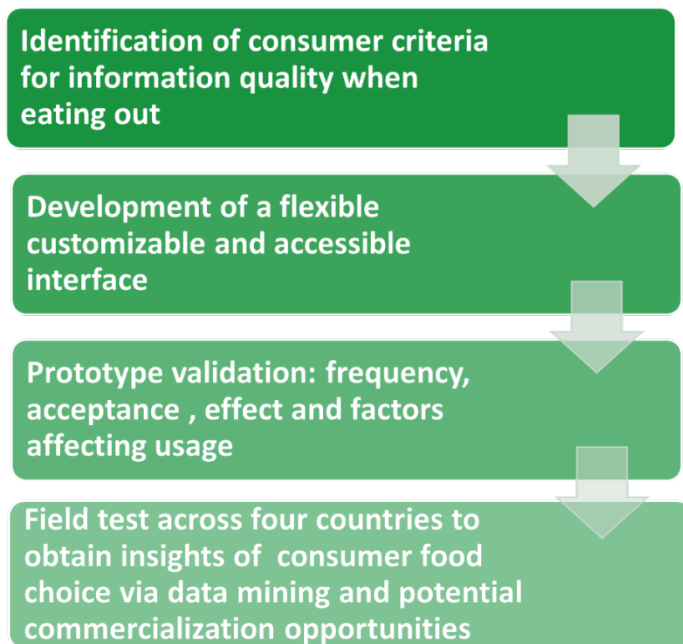 Identification of consumer criteria
for information quality when
eating out
Development of a flexible
customizable and accessible
interface
Prototype validation: frequency,
acceptance , effect and factors
affecting usage
Field test across four countries to
obtain insights of  consumer food
choice via data mining and potential
commercialization opportunities